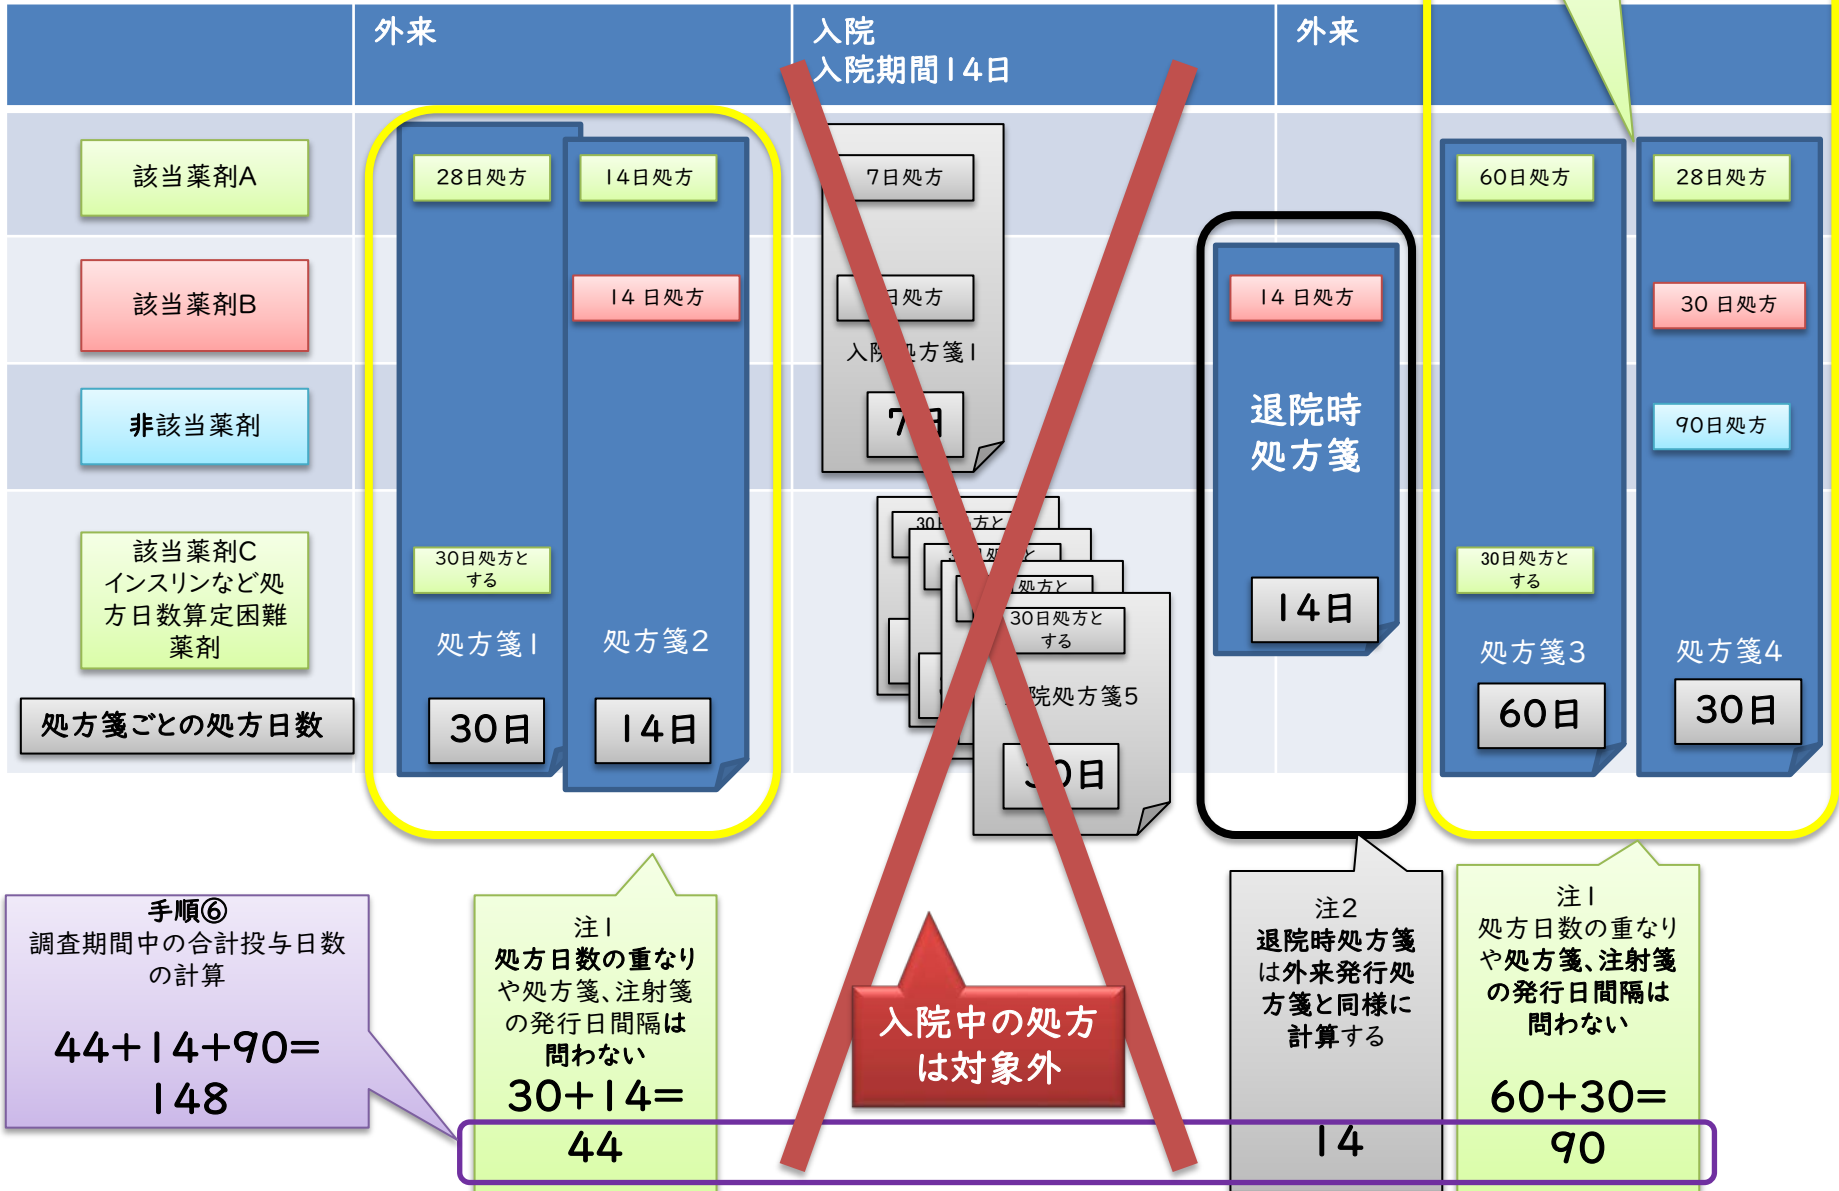 外来
入院
入院期間14日
外来
該当薬剤A
28日処方
14日処方
7日処方
60日処方
28日処方
該当薬剤B
14 日処方
日処方
14 日処方
30 日処方
入院処方箋1
非該当薬剤
7日
退院時
処方箋
90日処方
該当薬剤C
インスリンなど処
方日数算定困難
薬剤
30日処方と
する
30日処方と
する
30日処方と
する
14日
処方箋1
処方箋2
院処方箋5
処方箋3
処方箋4
処方箋ごとの処方日数
30日
14日
30日
60日
30日
手順⑥
調査期間中の合計投与日数
の計算
44+14+90=
148
注1
処方日数の重なり
や処方箋、注射箋
の発行日間隔は
問わない
30+14=
44
入院中の処方
は対象外
注2
退院時処方箋
は外来発行処
方箋と同様に
計算する
14
注1
処方日数の重なり
や処方箋、注射箋
の発行日間隔は
問わない
60+30=
90